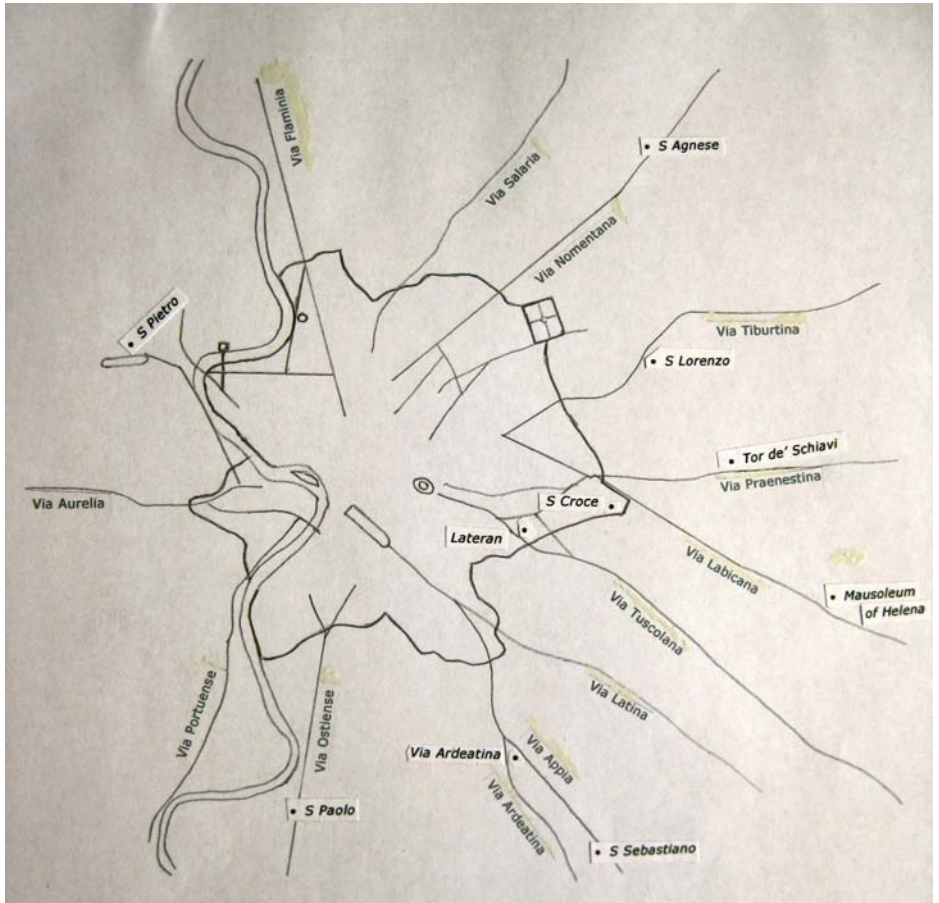 Via Flaminia
Via Salaria
S Agnese
Via Nomentana
S Pietro
Via Tiburtina
S Lorenzo
Tor de' Schiavi
Via Praenestina
Via Aurelia
S Croce
Lateran
Via Labicana
Mausoleum
of Helena
Via Tuscolana
Via Latina
Via Portuense
Via Ostiense
Via Ardeatina
Via Appia
Via Ardeatina
S Paolo
S Sebastiano